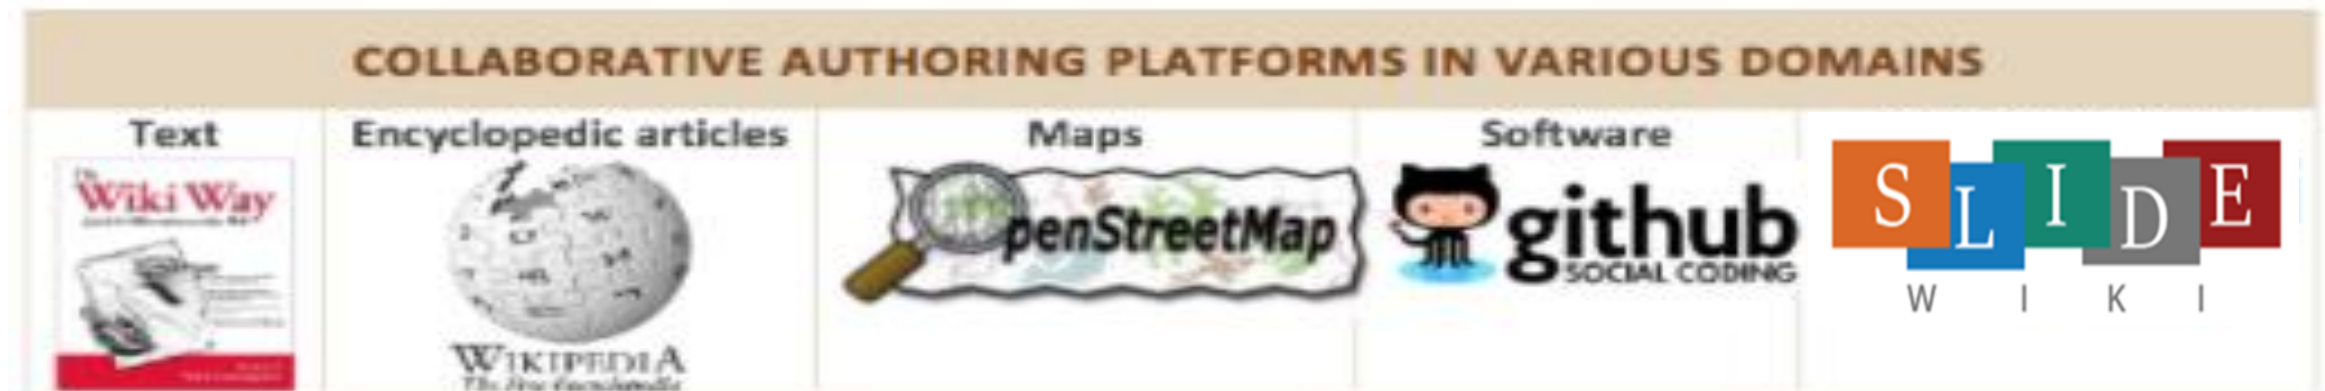 COLLABORATIVE AUTHORING PLATFORMS IN VARIOUS DOMAINS
Text
The
Wiki Way
Encyclopedic articles
WIKIPEDIA
The Free Encyclopedia
Maps
OpenStreetMap
Software
github
SOCIAL CODING
SLIDE
WIKI